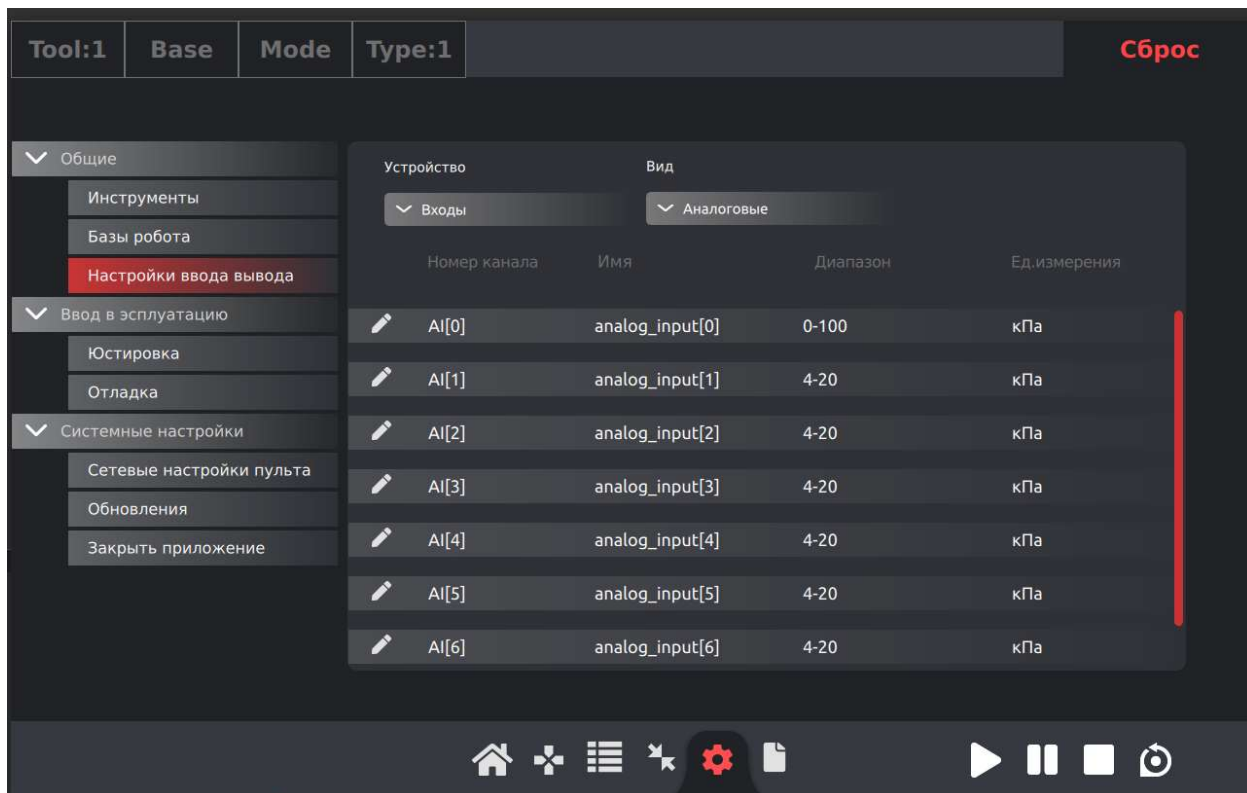 Tool:1 Base Mode Type:1 Сброс
Общие
Инструменты
Базы робота
Настройки ввода вывода
Ввод в эсплуатацию
Юстировка
Отладка
Системные настройки
Сетевые настройки пульта
Обновления
Закрыть приложение
Устройство Вид
Входы Аналоговые
Номер канала Имя Диапазон Ед.измерения
AI[0] analog_input[0] 0-100 кПа
AI[1] analog_input[1] 4-20 кПа
AI[2] analog_input[2] 4-20 кПа
AI[3] analog_input[3] 4-20 кПа
AI[4] analog_input[4] 4-20 кПа
AI[5] analog_input[5] 4-20 кПа
AI[6] analog_input[6] 4-20 кПа